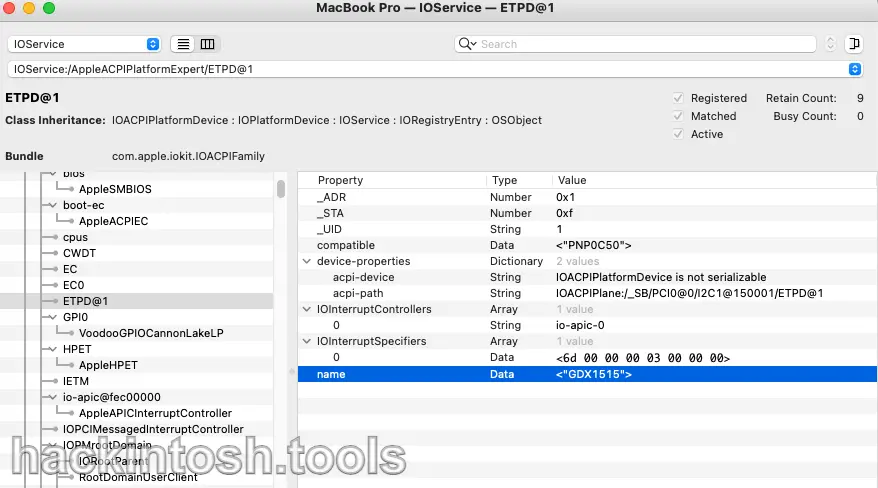 MacBook Pro — IOService — ETPD@1
IOService
Search
IOService:/AppleACPIPlatformExpert/ETPD@1
ETPD@1
Registered Retain Count: 9
Class Inheritance: IOACPIPlatformDevice : IOPlatformDevice : IOService : IORegistryEntry : OSObject
Matched Busy Count: 0
Active
Bundle com.apple.iokit.IOACPIFamily
bios
AppleSMBIOS
boot-ec
AppleACPIEC
cpus
CWDT
EC
EC0
ETPD@1
GPI0
VoodooGPIOCannonLakeLP
HPET
AppleHPET
IETM
io-apic@fec00000
AppleAPICInterruptController
IOPCIMessagedInterruptController
IOPMrootDomain
IORootParent
RootDomainUserClient
Property Type Value
_ADR Number 0x1
_STA Number 0xf
_UID String 1
compatible Data <"PNP0C50">
device-properties Dictionary 2 values
acpi-device String IOACPIPlatformDevice is not serializable
acpi-path String IOACPIPlane:/_SB/PCI0@0/I2C1@150001/ETPD@1
IOInterruptControllers Array 1 value
0 String io-apic-0
IOInterruptSpecifiers Array 1 value
0 Data <6d 00 00 00 03 00 00 00>
name Data <"GDX1515">
hackintosh.tools